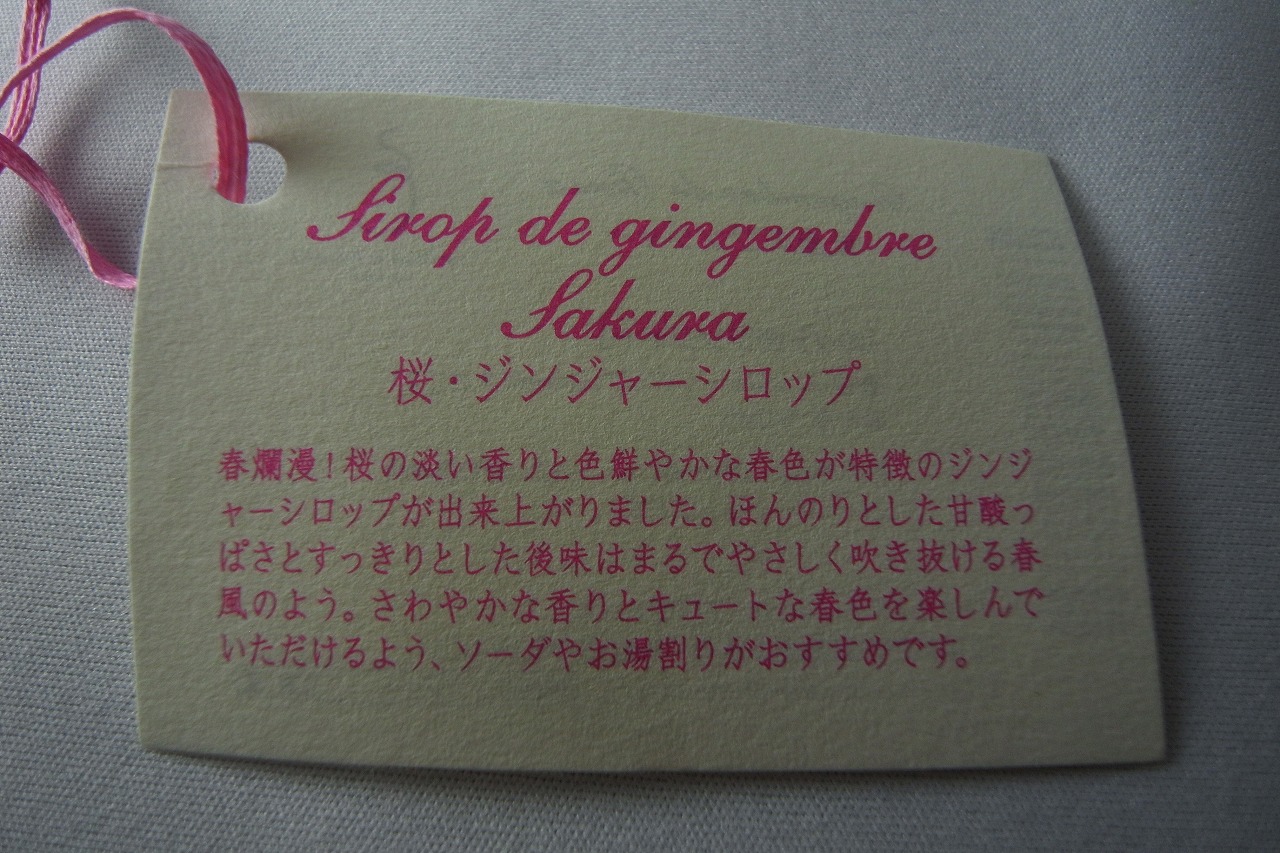 Sirop de gingembre
Sakura
桜・ジンジャーシロップ
春爛漫！桜の淡い香りと色鮮やかな春色が特徴のジンジ
ャーシロップが出来上がりました。ほんのりとした甘酸っ
ぱさとすっきりとした後味はまるでやさしく吹き抜ける春
風のよう。さわやかな香りとキュートな春色を楽しんで
いただけるよう、ソーダやお湯割りがおすすめです。